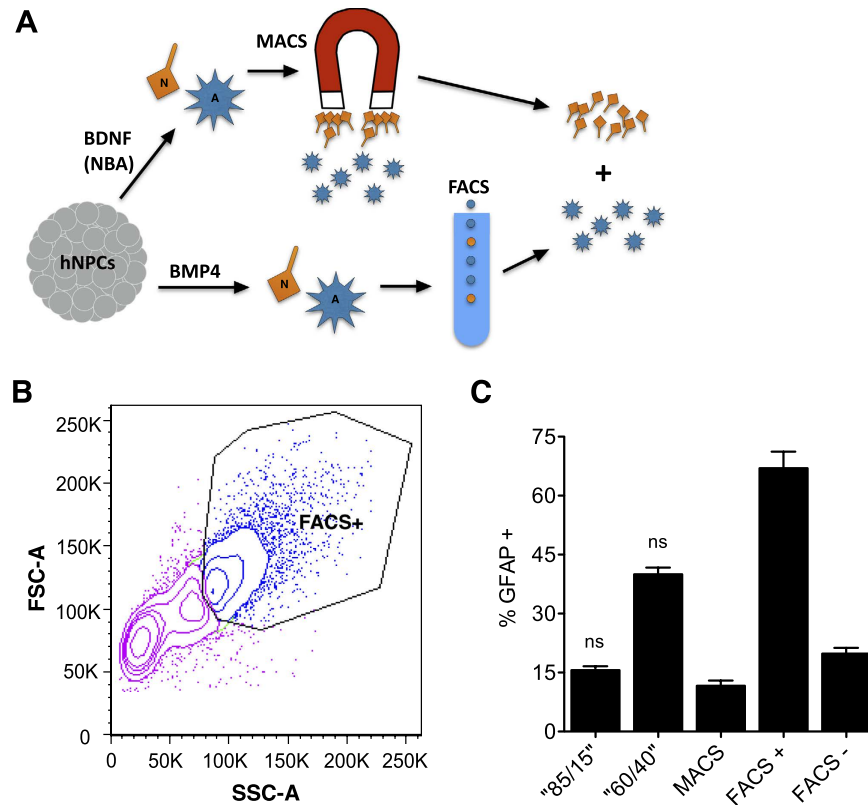 A
MACS
N
A
BDNF
(NBA)
+
FACS
hNPCs
BMP4
N
A
B
250K
200K
150K
100K
50K
0
FSC-A
FACS+
0 50K 100K 150K 200K 250K
SSC-A
C
75
60
45
30
15
0
% GFAP +
ns
ns
"85/15"
"60/40"
MACS
FACS +
FACS -